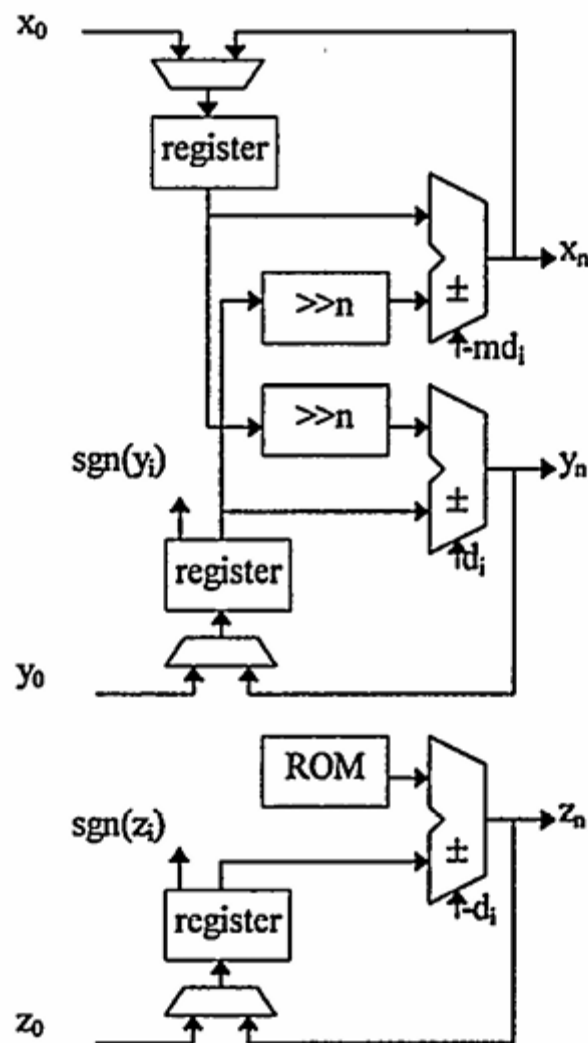 x₀
register
xₙ
>>n
±
-mdᵢ
>>n
sgn(yᵢ)
yₙ
±
register
dᵢ
y₀
ROM
sgn(zᵢ)
zₙ
±
register
-dᵢ
z₀